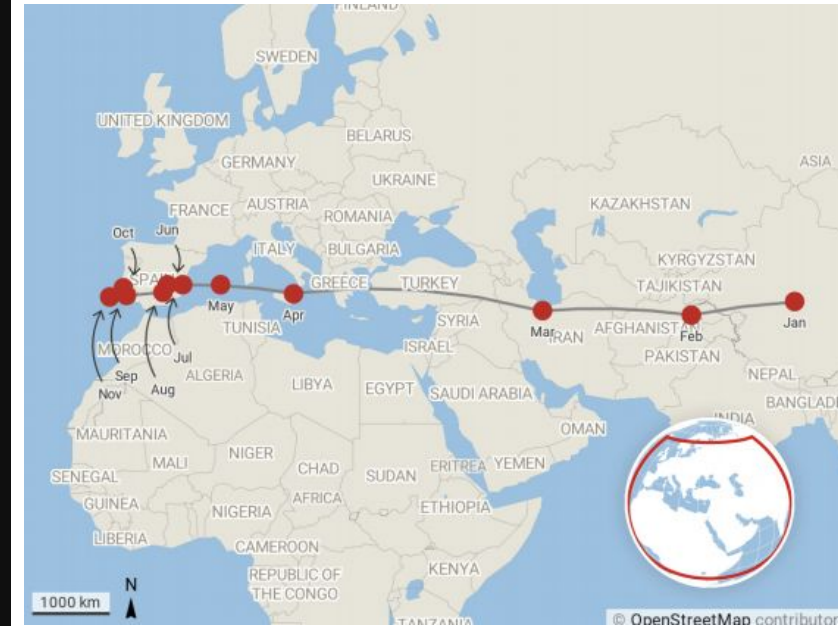 FINLAND
SWEDEN
UNITED KINGDOM
BELARUS
GERMANY
ASIA
UKRAINE
FRANCE
AUSTRIA
KAZAKHSTAN
ROMANIA
Oct
Jun
ITALY
BULGARIA
KYRGYZSTAN
SPAIN
GREECE
TURKEY
TAJIKISTAN
May
Apr
TUNISIA
SYRIA
Mar
IRAN
AFGHANISTAN
Feb
Jan
MOROCCO
Jul
ISRAEL
PAKISTAN
Sep
ALGERIA
NEPAL
Nov
Aug
LIBYA
EGYPT
SAUDI ARABIA
BANGLAD
INDIA
OMAN
MAURITANIA
NIGER
MALI
CHAD
ERITREA
YEMEN
SENEGAL
SUDAN
GUINEA
AFRICA
NIGERIA
ETHIOPIA
LIBERIA
CAMEROON
KENYA
REPUBLIC OF
THE CONGO
N
1000 km
TANZANIA
© OpenStreetMap contributor